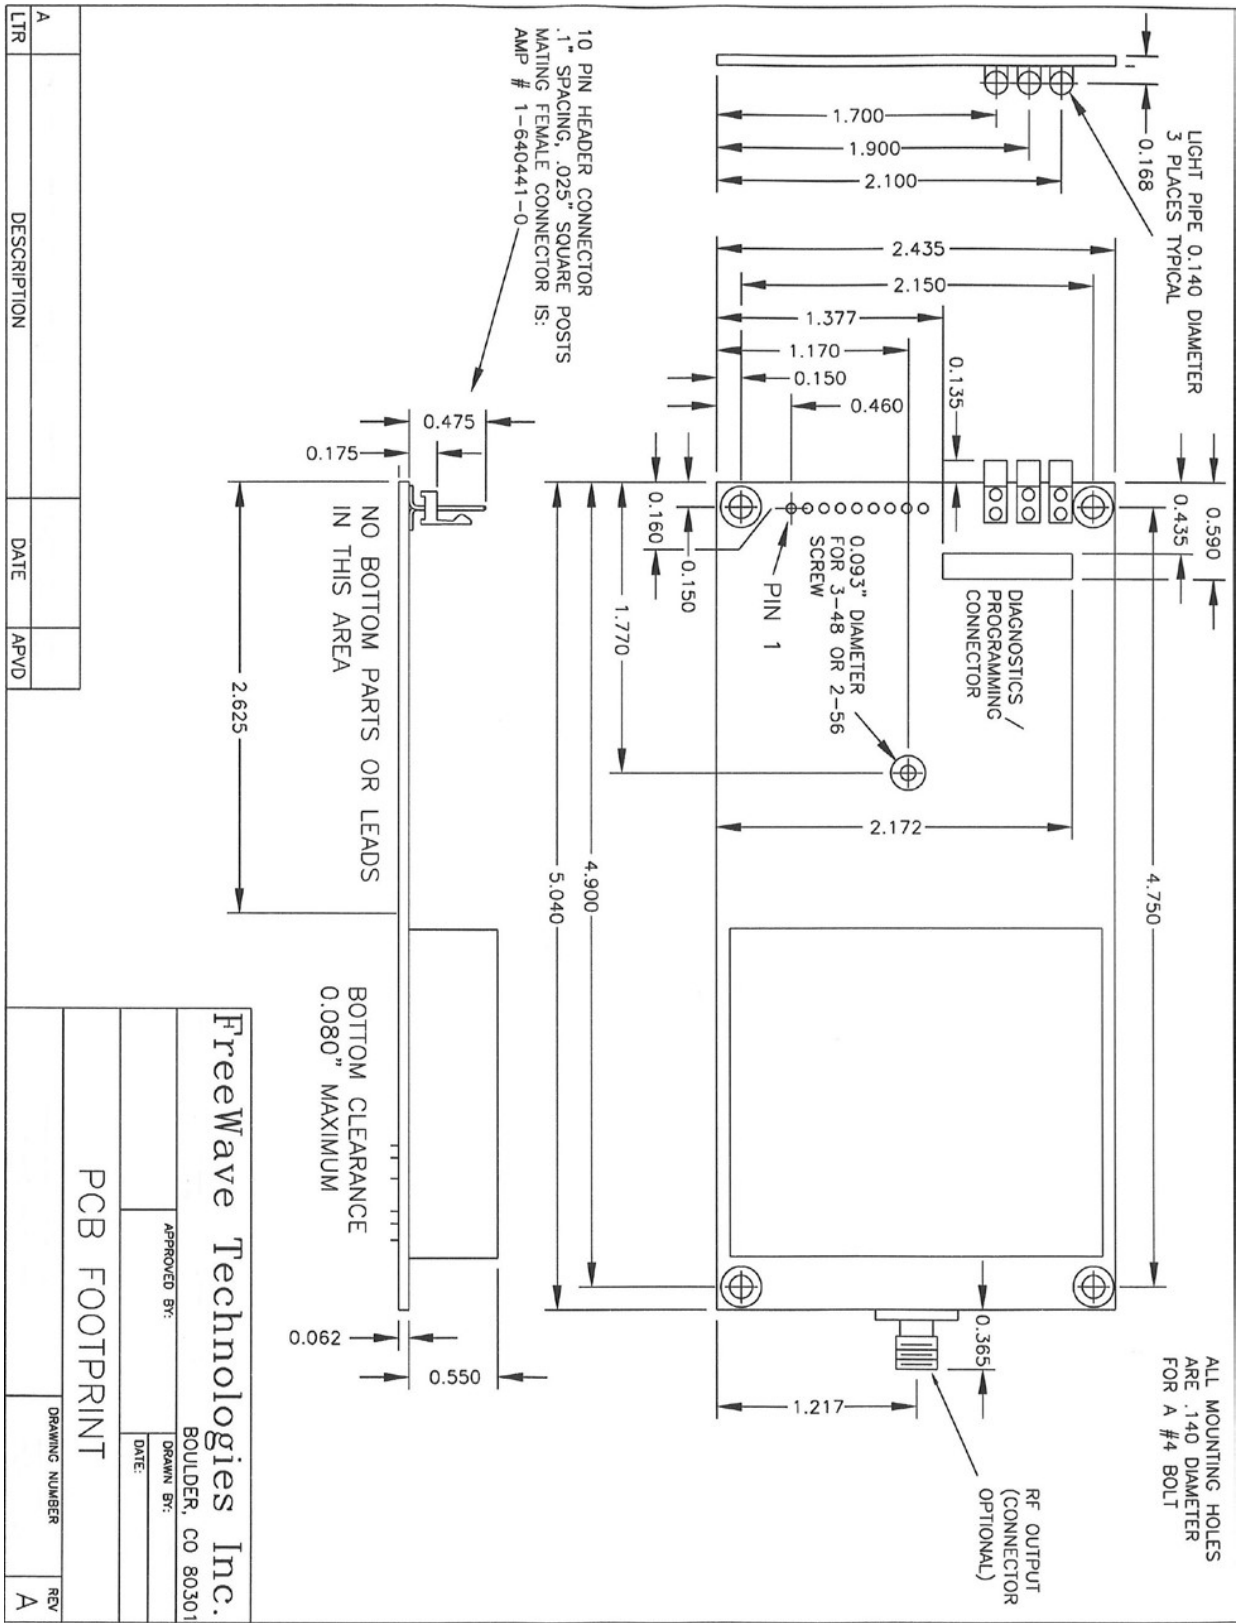 LIGHT PIPE 0.140 DIAMETER
3 PLACES TYPICAL
0.168
1.700
1.900
2.100
2.435
2.150
1.377
1.170
0.150
0.460
0.135
0.590
0.435
0.160
0.150
1.770
PIN 1
0.093" DIAMETER
FOR 3-48 OR 2-56
SCREW
DIAGNOSTICS /
PROGRAMMING
CONNECTOR
2.172
4.750
4.900
5.040
0.365
1.217
ALL MOUNTING HOLES
ARE .140 DIAMETER
FOR A #4 BOLT
RF OUTPUT
(CONNECTOR
OPTIONAL)
10 PIN HEADER CONNECTOR
.1" SPACING, .025" SQUARE POSTS
MATING FEMALE CONNECTOR IS:
AMP # 1-640441-0
0.475
0.175
NO BOTTOM PARTS OR LEADS
IN THIS AREA
2.625
BOTTOM CLEARANCE
0.080" MAXIMUM
0.062
0.550
A
LTR
DESCRIPTION
DATE
APVD
FreeWave Technologies Inc.
BOULDER, CO 80301
APPROVED BY:
DRAWN BY:
DATE:
PCB FOOTPRINT
DRAWING NUMBER
REV
A